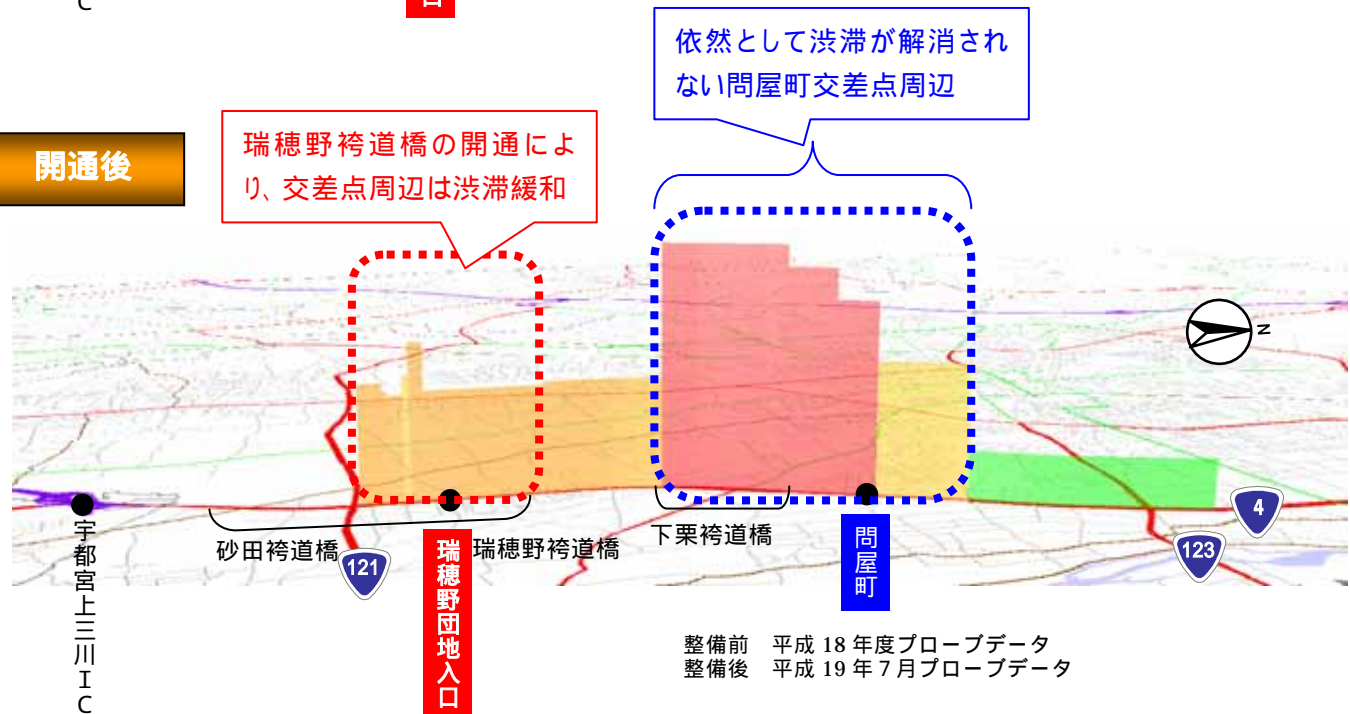 C
口
依然として渋滞が解消され
ない問屋町交差点周辺
瑞穂野袴道橋の開通によ
り、交差点周辺は渋滞緩和
開通後
N
宇都宮上三川IC
砂田袴道橋
121
瑞穂野団地入口
瑞穂野袴道橋
下栗袴道橋
問屋町
4
123
整備前　平成 18 年度プローブデータ
整備後　平成 19 年 7 月プローブデータ